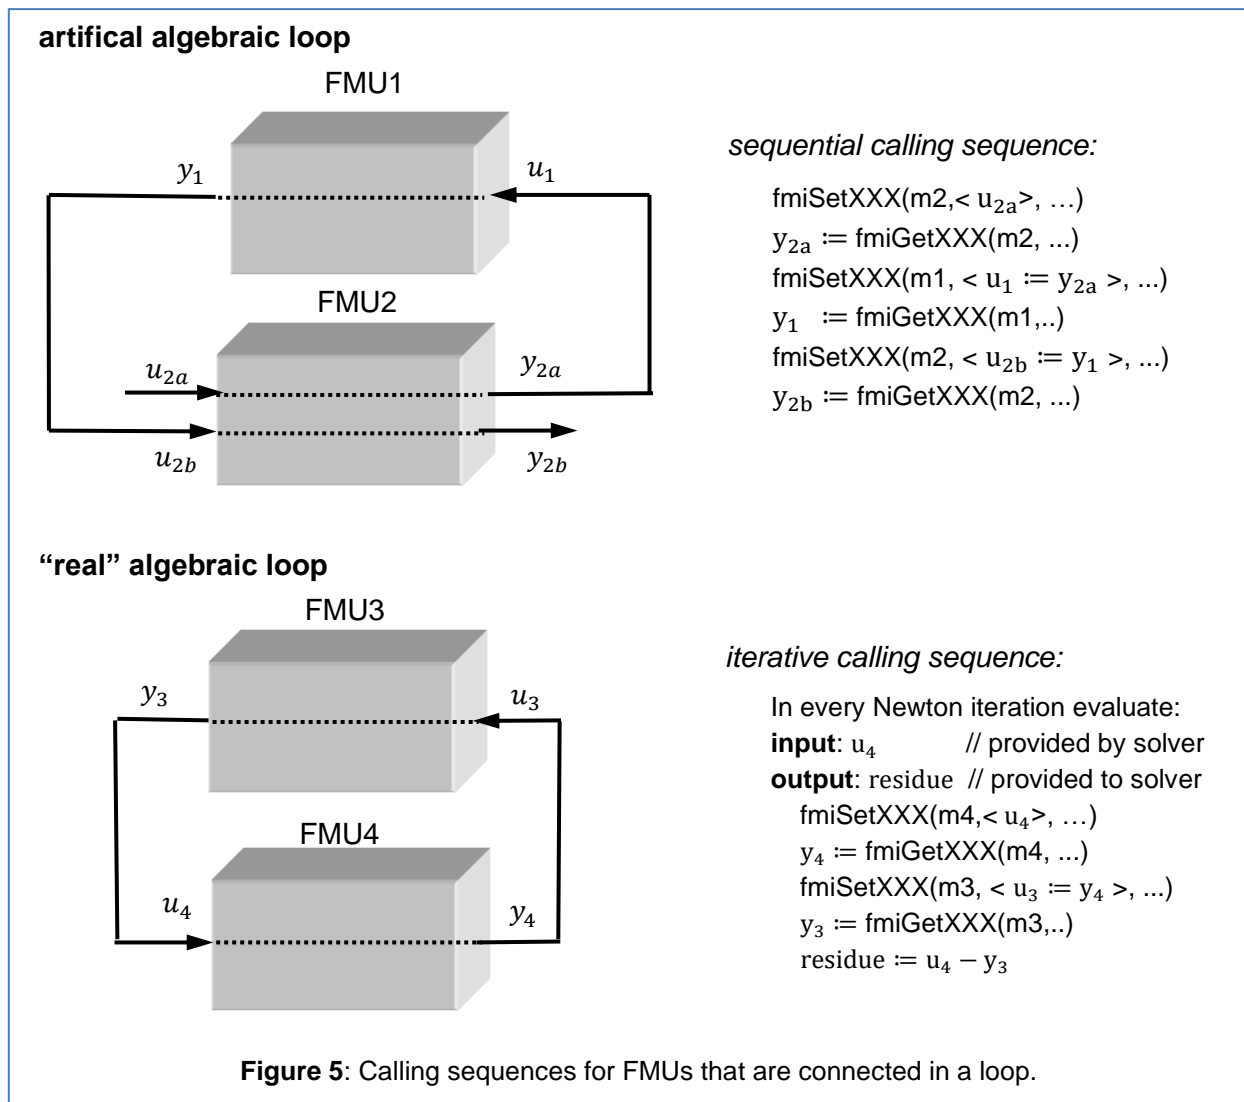 artifical algebraic loop
FMU1
y₁
u₁
FMU2
u₂ₐ
y₂ₐ
u₂b
y₂b
sequential calling sequence:
fmiSetXXX(m2,< u₂ₐ>, …)
y₂ₐ ≔ fmiGetXXX(m2, ...)
fmiSetXXX(m1, < u₁ ≔ y₂ₐ >, ...)
y₁ ≔ fmiGetXXX(m1,..)
fmiSetXXX(m2, < u₂b ≔ y₁ >, ...)
y₂b ≔ fmiGetXXX(m2, ...)
“real” algebraic loop
FMU3
y₃
u₃
FMU4
u₄
y₄
iterative calling sequence:
In every Newton iteration evaluate:
input: u₄ // provided by solver
output: residue // provided to solver
fmiSetXXX(m4,< u₄>, …)
y₄ ≔ fmiGetXXX(m4, ...)
fmiSetXXX(m3, < u₃ ≔ y₄ >, ...)
y₃ ≔ fmiGetXXX(m3,..)
residue ≔ u₄ − y₃
Figure 5: Calling sequences for FMUs that are connected in a loop.